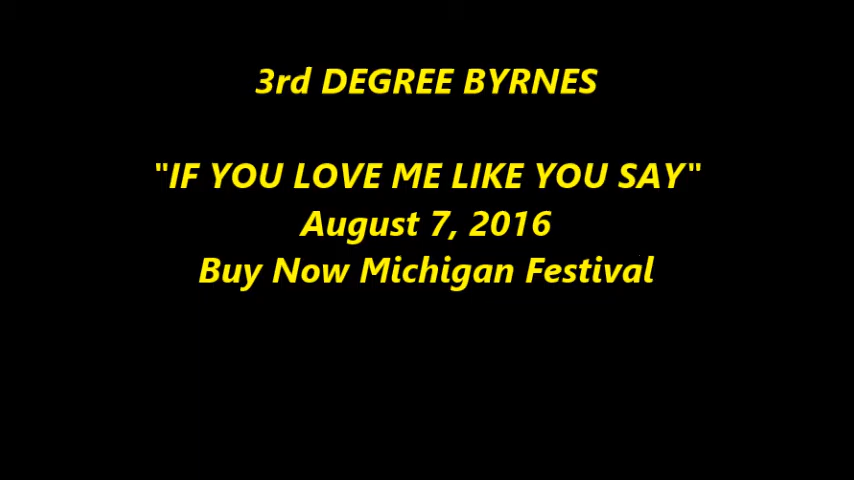 3rd DEGREE BYRNES
"IF YOU LOVE ME LIKE YOU SAY"
August 7, 2016
Buy Now Michigan Festival